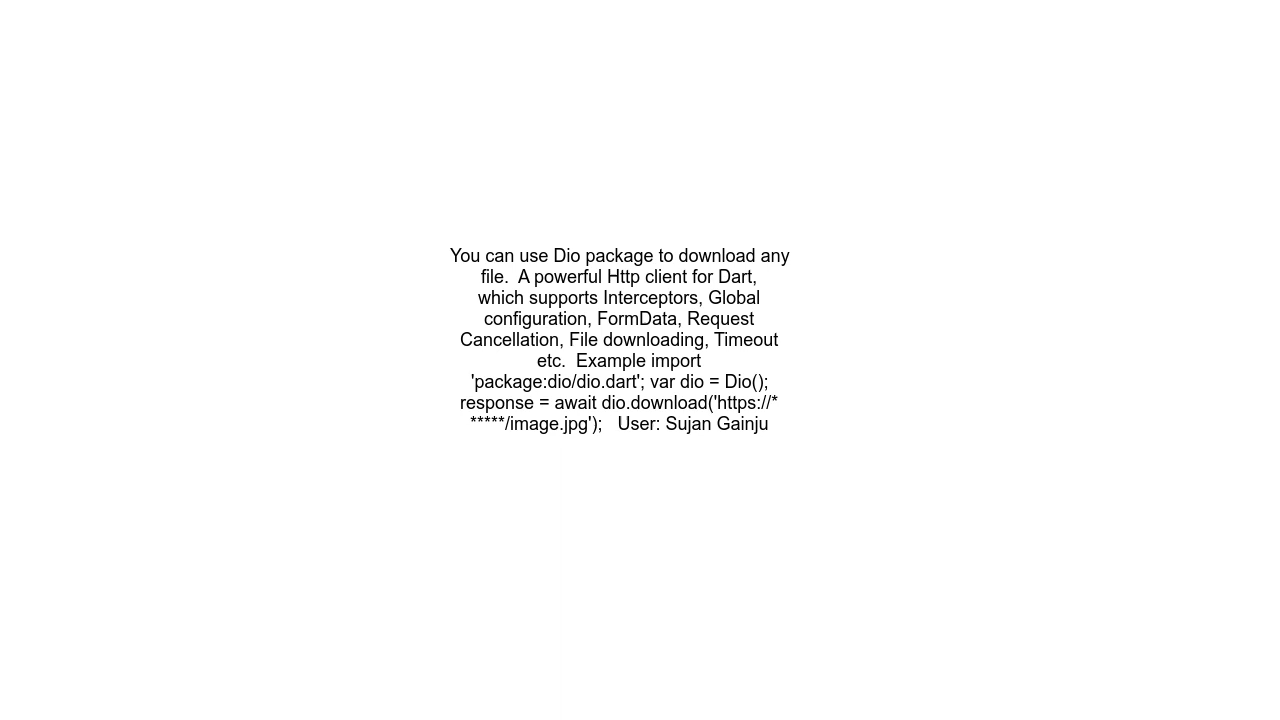 You can use Dio package to download any
file.  A powerful Http client for Dart,
which supports Interceptors, Global
configuration, FormData, Request
Cancellation, File downloading, Timeout
etc.  Example import
'package:dio/dio.dart'; var dio = Dio();
response = await dio.download('https://*
*****/image.jpg');   User: Sujan Gainju